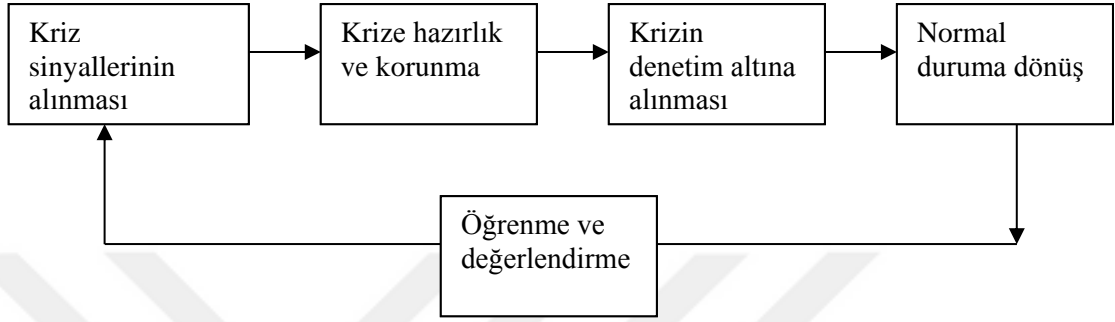 Kriz
sinyallerinin
alınması
Krize hazırlık
ve korunma
Krizin
denetim altına
alınması
Normal
duruma dönüş
Öğrenme ve
değerlendirme